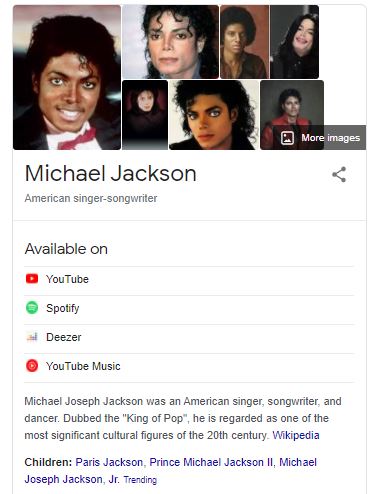 More images
Michael Jackson
American singer-songwriter
Available on
YouTube
Spotify
Deezer
YouTube Music
Michael Joseph Jackson was an American singer, songwriter, and
dancer. Dubbed the "King of Pop", he is regarded as one of the
most significant cultural figures of the 20th century. Wikipedia
Children: Paris Jackson, Prince Michael Jackson II, Michael
Joseph Jackson, Jr. Trending